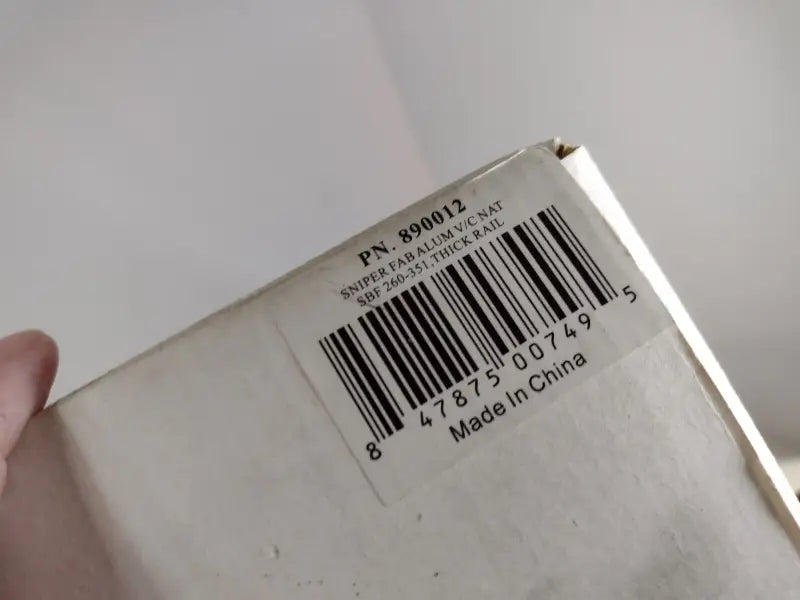 PN. 890012
SNIPER FAB ALUM V/C NAT
SBF 260-351,THICK RAIL
8 47875 00749 5
Made In China